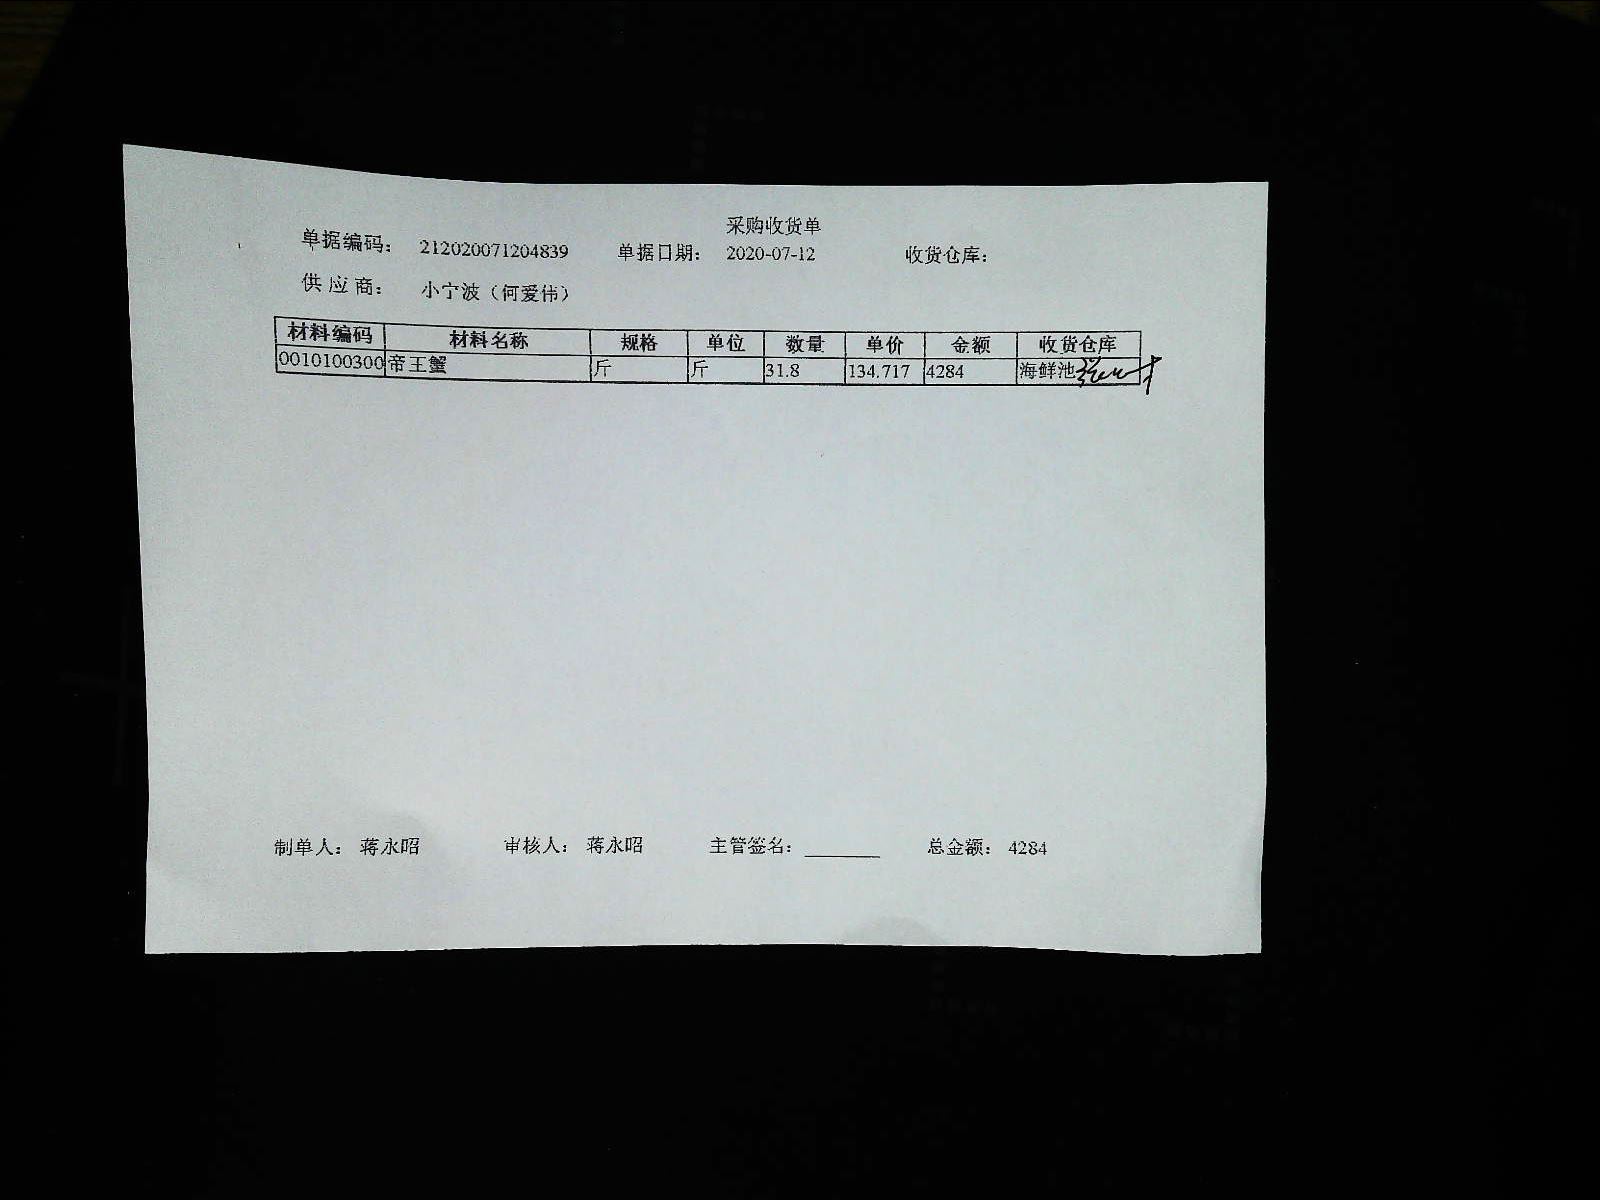 采购收货单
单据编码： 212020071204839 单据日期： 2020-07-12 收货仓库：
供 应 商： 小宁波（何爱伟）
材料编码 材料名称 规格 单位 数量 单价 金额 收货仓库
0010100300 帝王蟹 斤 斤 31.8 134.717 4284 海鲜池
制单人： 蒋永昭 审核人： 蒋永昭 主管签名： 总金额： 4284